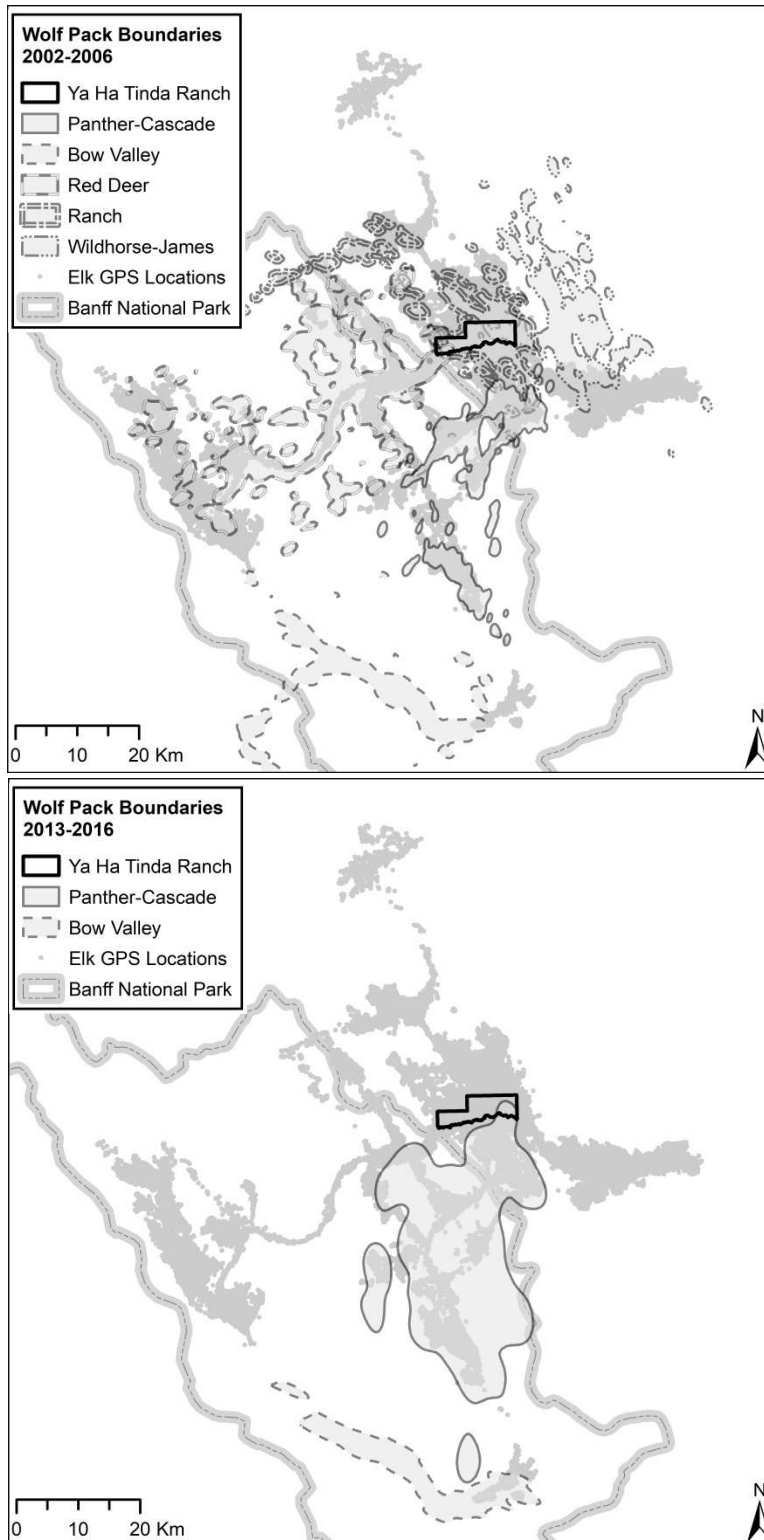 Wolf Pack Boundaries
2002-2006
Ya Ha Tinda Ranch
Panther-Cascade
Bow Valley
Red Deer
Ranch
Wildhorse-James
Elk GPS Locations
Banff National Park
0 10 20 Km
N
Wolf Pack Boundaries
2013-2016
Ya Ha Tinda Ranch
Panther-Cascade
Bow Valley
Elk GPS Locations
Banff National Park
0 10 20 Km
N